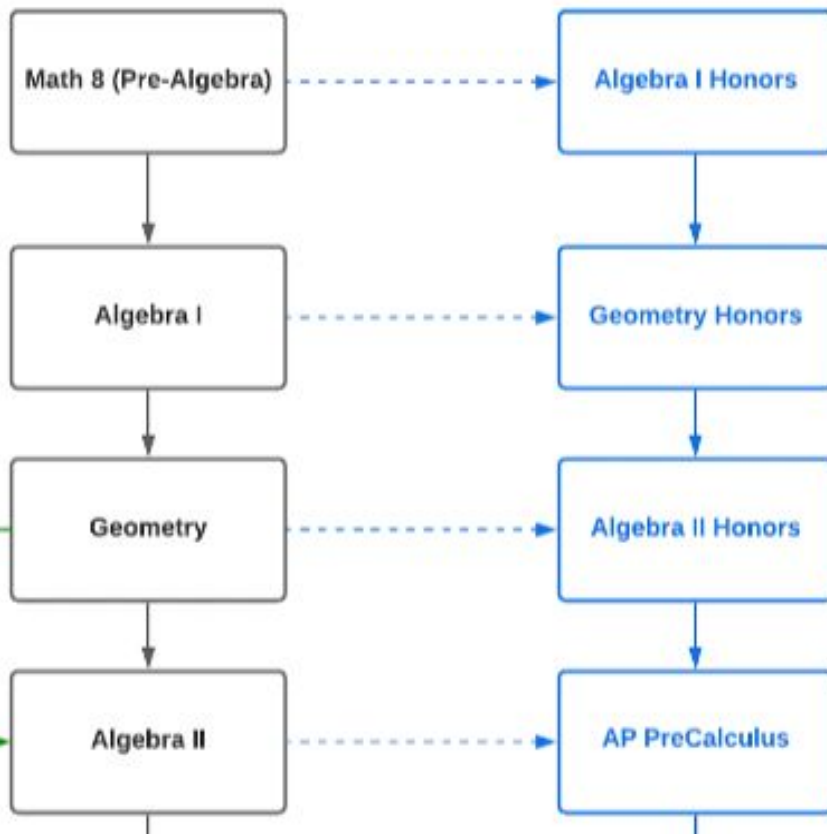 Math 8 (Pre-Algebra)
Algebra I Honors
Algebra I
Geometry Honors
Geometry
Algebra II Honors
Algebra II
AP PreCalculus